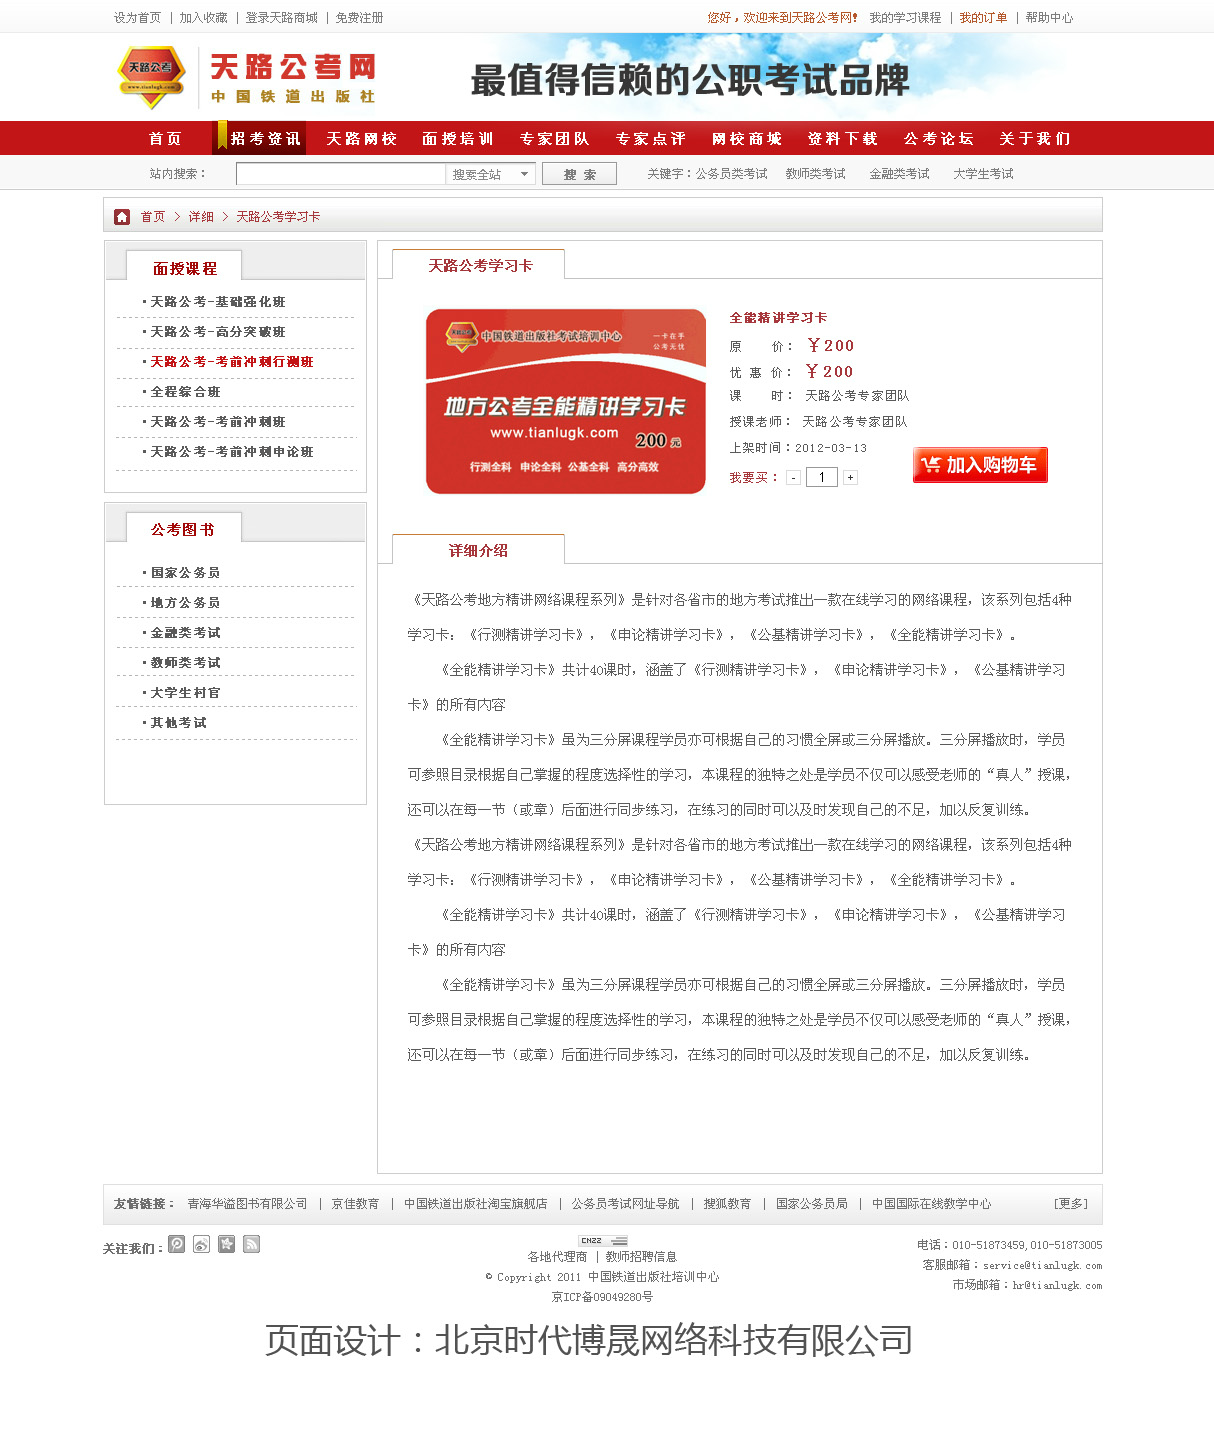 设为首页 | 加入收藏 | 登录天路商城 | 免费注册
您好，欢迎来到天路公考网! 我的学习课程 | 我的订单 | 帮助中心
天路公考
www.tianlugk.com
天路公考网
中国铁道出版社
最值得信赖的公职考试品牌
首页 招考资讯 天路网校 面授培训 专家团队 专家点评 网校商城 资料下载 公考论坛 关于我们
站内搜索： 搜索全站 搜 索 关键字：公务员类考试 教师类考试 金融类考试 大学生考试
首页 > 详细 > 天路公考学习卡
面授课程
·天路公考-基础强化班
·天路公考-高分突破班
·天路公考-考前冲刺行测班
·全程综合班
·天路公考-考前冲刺班
·天路公考-考前冲刺申论班
公考图书
·国家公务员
·地方公务员
·金融类考试
·教师类考试
·大学生村官
·其他考试
天路公考学习卡
天路公考
中国铁道出版社考试培训中心
一卡在手
公考无忧
地方公考全能精讲学习卡
www.tianlugk.com
200元
行测全科 申论全科 公基全科 高分高效
全能精讲学习卡
原 价： ￥200
优 惠 价： ￥200
课 时： 天路公考专家团队
授课老师： 天路公考专家团队
上架时间：2012-03-13
我要买： - 1 +
加入购物车
详细介绍
《天路公考地方精讲网络课程系列》是针对各省市的地方考试推出一款在线学习的网络课程，该系列包括4种
学习卡：《行测精讲学习卡》，《申论精讲学习卡》，《公基精讲学习卡》，《全能精讲学习卡》。
《全能精讲学习卡》共计40课时，涵盖了《行测精讲学习卡》，《申论精讲学习卡》，《公基精讲学习
卡》的所有内容
《全能精讲学习卡》虽为三分屏课程学员亦可根据自己的习惯全屏或三分屏播放。三分屏播放时，学员
可参照目录根据自己掌握的程度选择性的学习，本课程的独特之处是学员不仅可以感受老师的“真人”授课，
还可以在每一节（或章）后面进行同步练习，在练习的同时可以及时发现自己的不足，加以反复训练。
《天路公考地方精讲网络课程系列》是针对各省市的地方考试推出一款在线学习的网络课程，该系列包括4种
学习卡：《行测精讲学习卡》，《申论精讲学习卡》，《公基精讲学习卡》，《全能精讲学习卡》。
《全能精讲学习卡》共计40课时，涵盖了《行测精讲学习卡》，《申论精讲学习卡》，《公基精讲学习
卡》的所有内容
《全能精讲学习卡》虽为三分屏课程学员亦可根据自己的习惯全屏或三分屏播放。三分屏播放时，学员
可参照目录根据自己掌握的程度选择性的学习，本课程的独特之处是学员不仅可以感受老师的“真人”授课，
还可以在每一节（或章）后面进行同步练习，在练习的同时可以及时发现自己的不足，加以反复训练。
友情链接： 青海华溢图书有限公司 | 京佳教育 | 中国铁道出版社淘宝旗舰店 | 公务员考试网址导航 | 搜狐教育 | 国家公务员局 | 中国国际在线教学中心 [更多]
关注我们：
CNZZ
各地代理商 | 教师招聘信息
© Copyright 2011 中国铁道出版社培训中心
京ICP备09049280号
电话：010-51873459,010-51873005
客服邮箱：service@tianlugk.com
市场邮箱：hr@tianlugk.com
页面设计：北京时代博晟网络科技有限公司